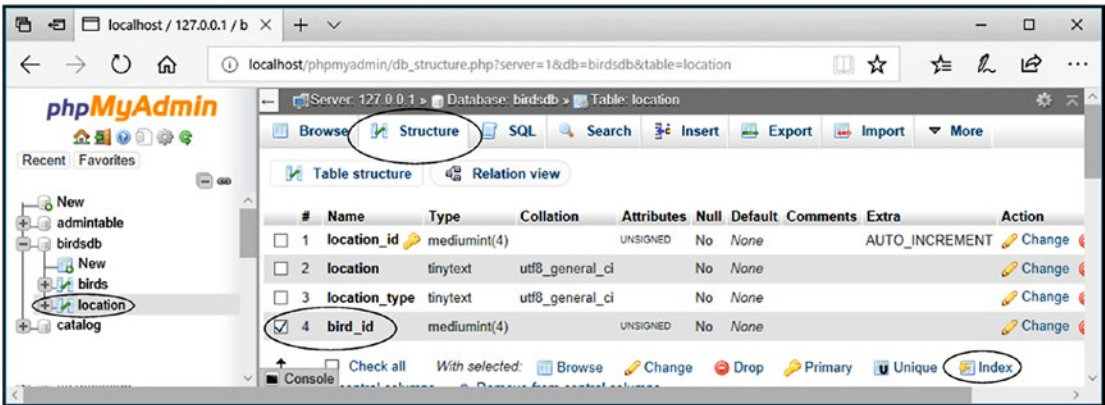 localhost / 127.0.0.1 / b
localhost/phpmyadmin/db_structure.php?server=1&db=birdsdb&table=location
phpMyAdmin
Recent Favorites
New
admintable
birdsdb
New
birds
location
catalog
Server: 127.0.0.1 » Database: birdsdb » Table: location
Browse Structure SQL Search Insert Export Import More
Table structure Relation view
# Name Type Collation Attributes Null Default Comments Extra Action
1 location_id mediumint(4) UNSIGNED No None AUTO_INCREMENT Change
2 location tinytext utf8_general_ci No None Change
3 location_type tinytext utf8_general_ci No None Change
4 bird_id mediumint(4) UNSIGNED No None Change
Check all With selected: Browse Change Drop Primary Unique Index
Console